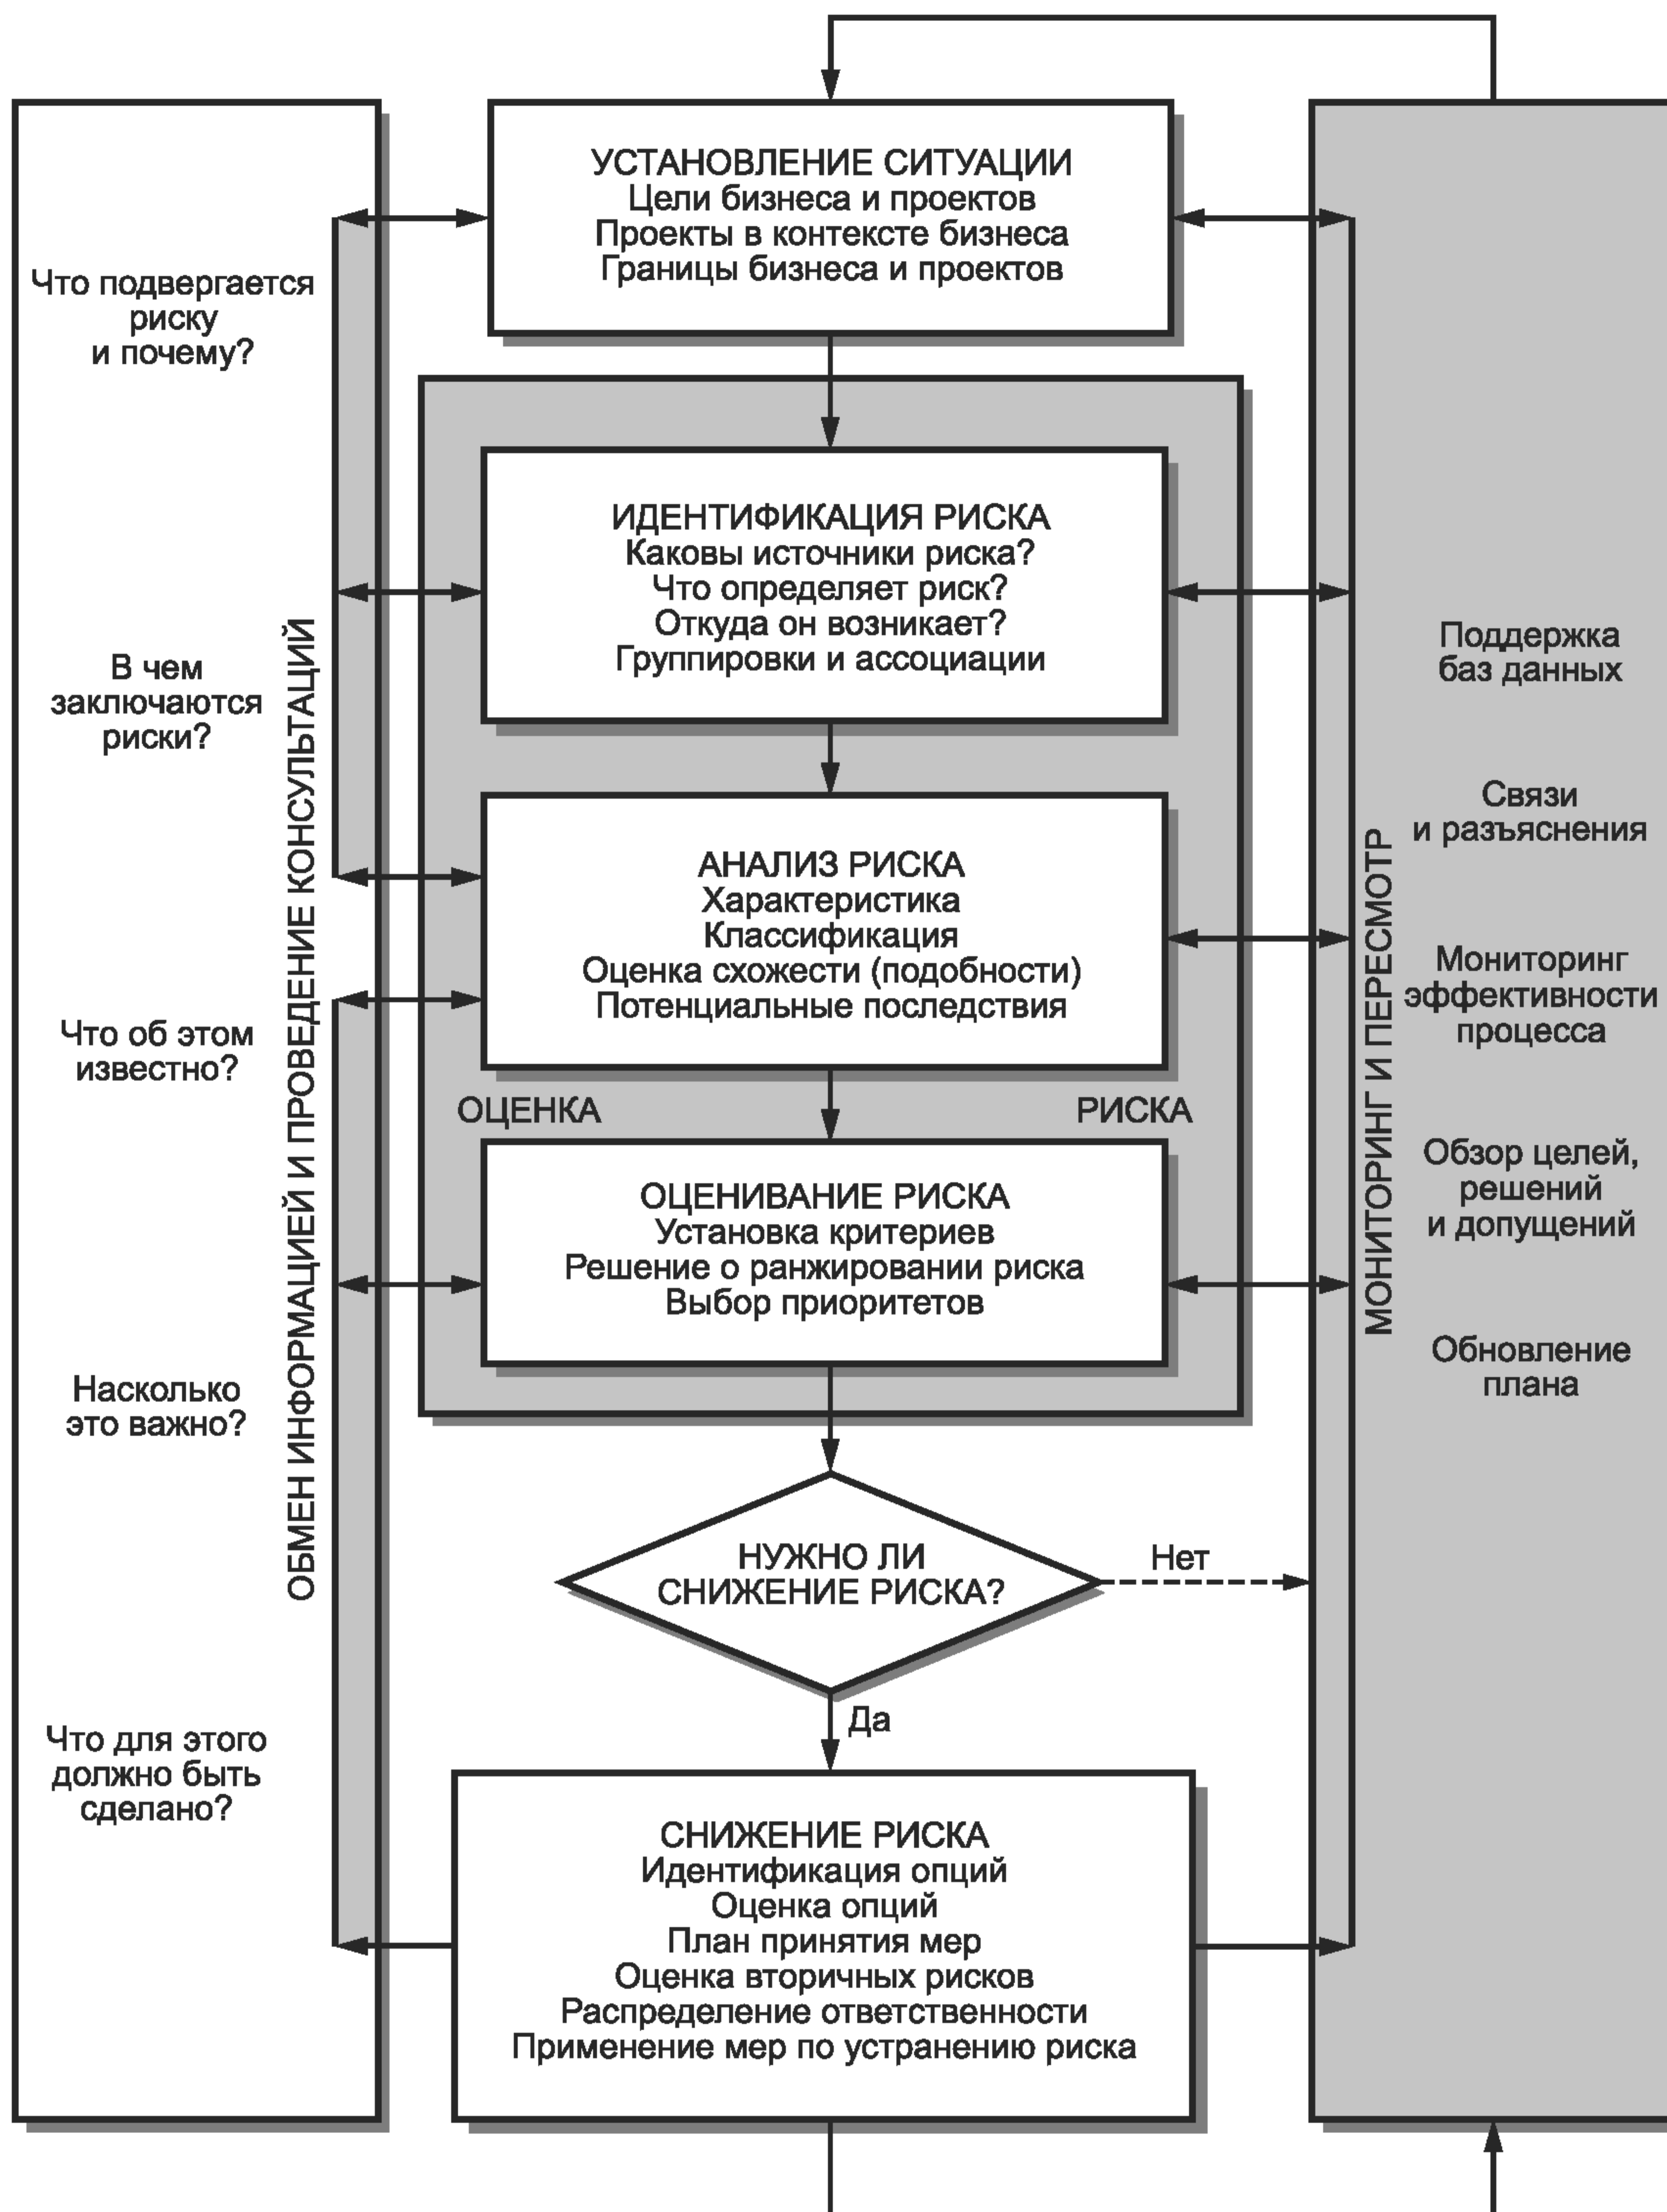 Что подвергается
риску
и почему?
В чем
заключаются
риски?
Что об этом
известно?
Насколько
это важно?
Что для этого
должно быть
сделано?
ОБМЕН ИНФОРМАЦИЕЙ И ПРОВЕДЕНИЕ КОНСУЛЬТАЦИЙ
УСТАНОВЛЕНИЕ СИТУАЦИИ
Цели бизнеса и проектов
Проекты в контексте бизнеса
Границы бизнеса и проектов
ИДЕНТИФИКАЦИЯ РИСКА
Каковы источники риска?
Что определяет риск?
Откуда он возникает?
Группировки и ассоциации
АНАЛИЗ РИСКА
Характеристика
Классификация
Оценка схожести (подобности)
Потенциальные последствия
ОЦЕНКА РИСКА
ОЦЕНИВАНИЕ РИСКА
Установка критериев
Решение о ранжировании риска
Выбор приоритетов
НУЖНО ЛИ
СНИЖЕНИЕ РИСКА?
Нет
Да
СНИЖЕНИЕ РИСКА
Идентификация опций
Оценка опций
План принятия мер
Оценка вторичных рисков
Распределение ответственности
Применение мер по устранению риска
МОНИТОРИНГ И ПЕРЕСМОТР
Поддержка
баз данных
Связи
и разъяснения
Мониторинг
эффективности
процесса
Обзор целей,
решений
и допущений
Обновление
плана